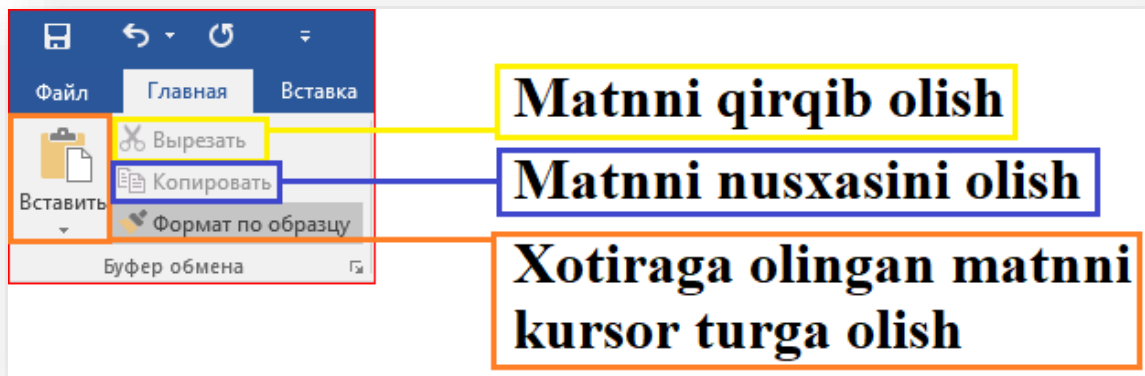 Файл Главная Вставка
Matnni qirqib olish
Вырезать
Matnni nusxasini olish
Копировать
Вставить
Формат по образцу
Буфер обмена
Xotiraga olingan matnni
kursor turga olish